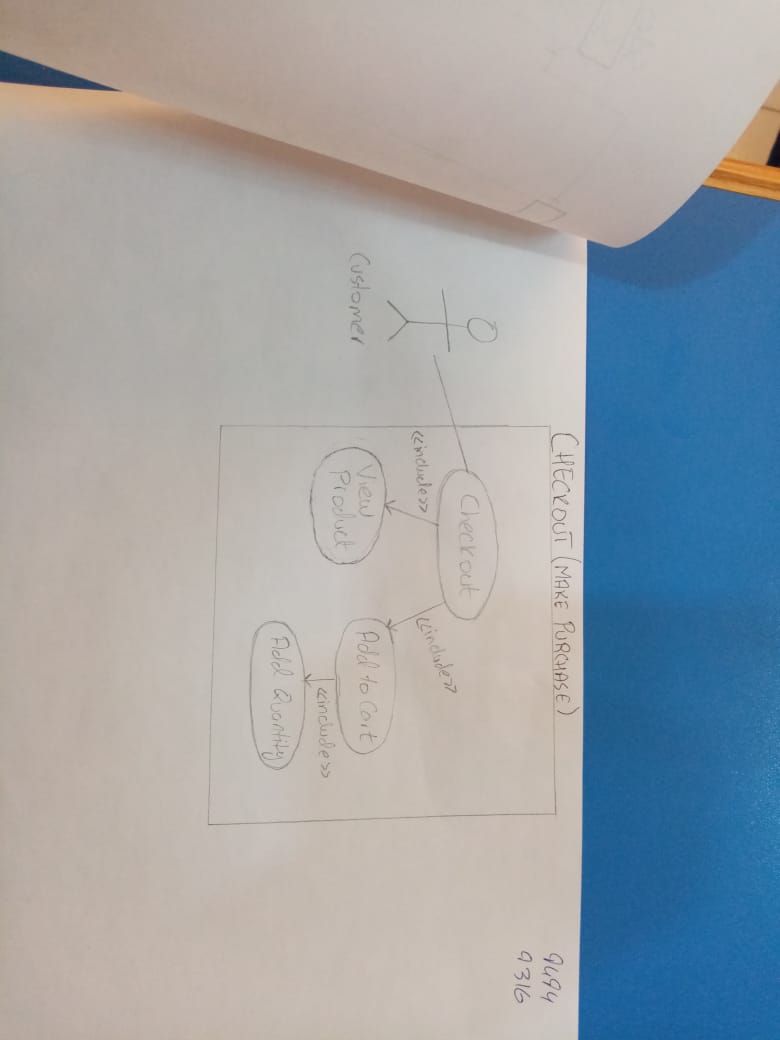 CHECKOUT (MAKE PURCHASE)
Customer
Checkout
<<include>>
<<include>>
View
Product
Add to Cart
<<include>>
Add Quantity
9494
9316